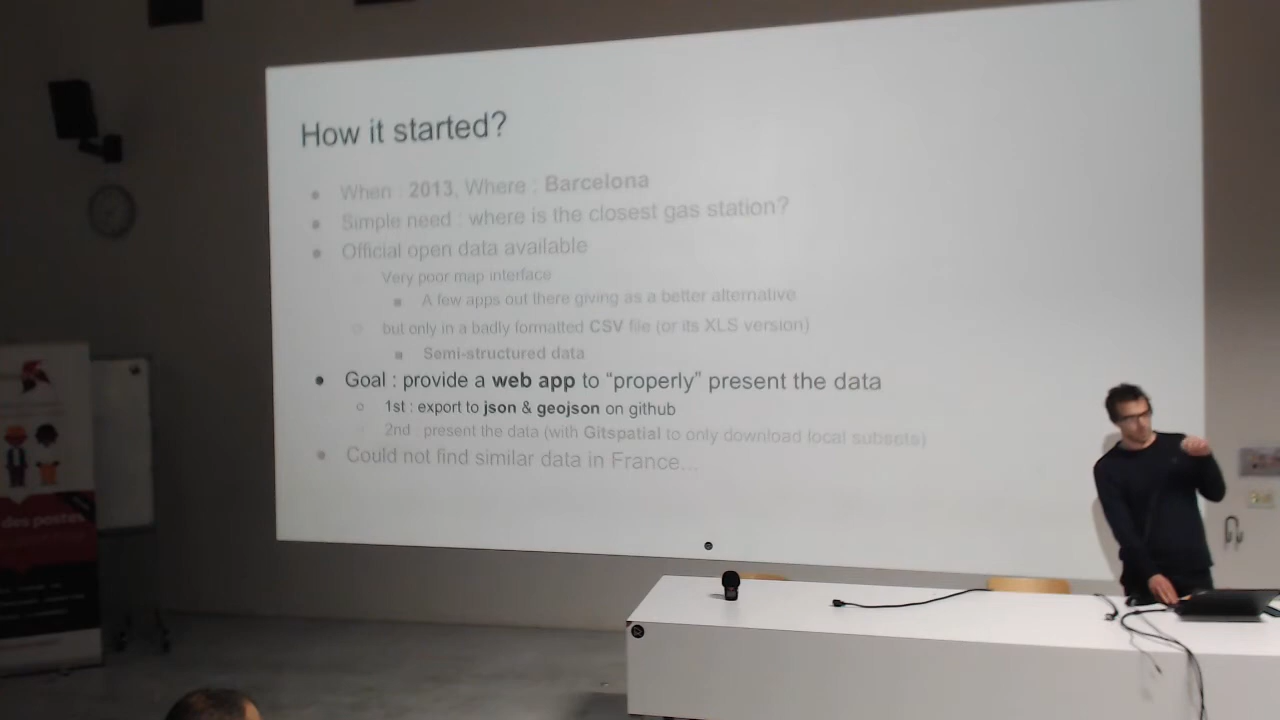 How it started?
When : 2013, Where : Barcelona
Simple need : where is the closest gas station?
Official open data available
Very poor map interface
A few apps out there giving as a better alternative
but only in a badly formatted CSV file (or its XLS version)
Semi-structured data
Goal : provide a web app to “properly” present the data
1st : export to json & geojson on github
2nd : present the data (with Gitspatial to only download local subsets)
Could not find similar data in France...
des postes